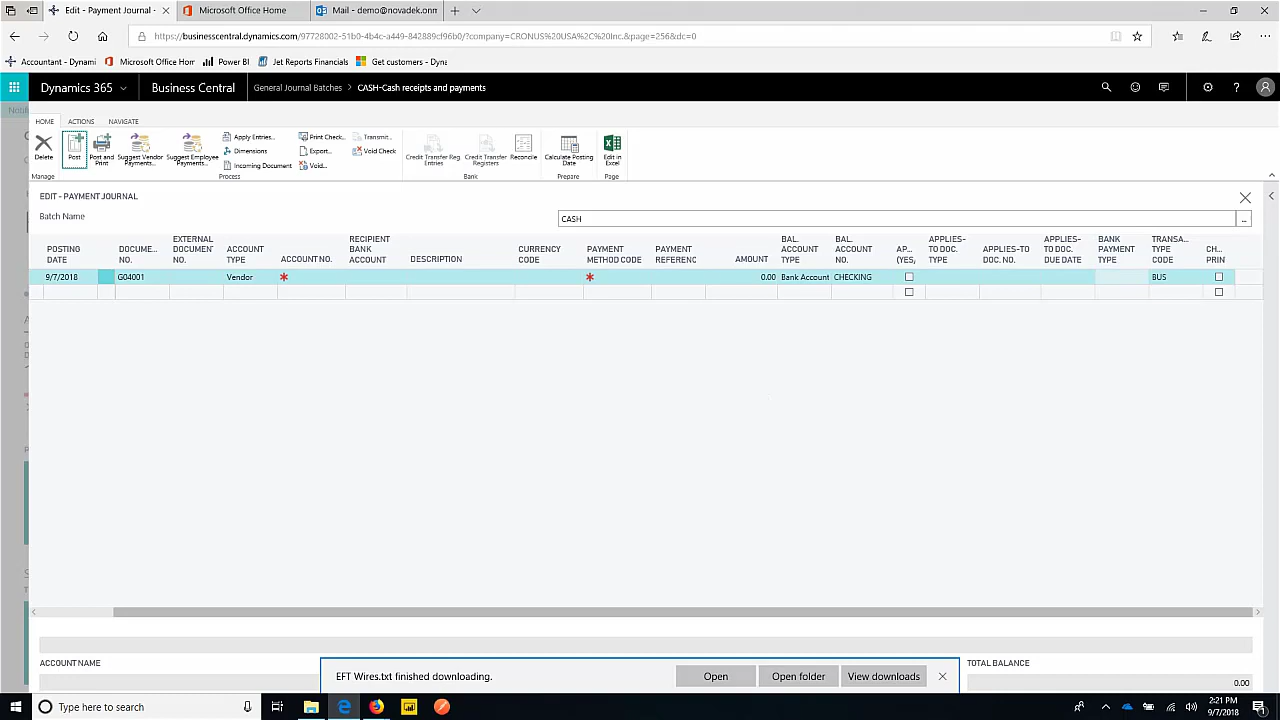 Edit - Payment Journal -
Microsoft Office Home
Mail - demo@novadek.onm
https://businesscentral.dynamics.com/97728002-51b0-4b4c-a449-842889cf96b0/?company=CRONUS%20USA%2C%20Inc.&page=256&dc=0
Accountant - Dynami
Microsoft Office Hom
Power BI
Jet Reports Financials
Get customers - Dyna
Dynamics 365
Business Central
General Journal Batches > CASH-Cash receipts and payments
HOME ACTIONS NAVIGATE
Delete
Post
Post and Print
Suggest Vendor Payments...
Suggest Employee Payments...
Apply Entries...
Dimensions
Incoming Document
Print Check...
Export...
Void...
Transmit...
Void Check
Credit Transfer Reg. Entries
Credit Transfer Registers
Reconcile
Calculate Posting Date
Edit in Excel
Manage
Process
Bank
Prepare
Page
EDIT - PAYMENT JOURNAL
Batch Name
CASH
...
POSTING DATE
DOCUME... NO.
EXTERNAL DOCUMENT NO.
ACCOUNT TYPE
ACCOUNT NO.
RECIPIENT BANK ACCOUNT
DESCRIPTION
CURRENCY CODE
PAYMENT METHOD CODE
PAYMENT REFERENC
AMOUNT
BAL. ACCOUNT TYPE
BAL. ACCOUNT NO.
AP... (YES,
APPLIES-TO DOC. TYPE
APPLIES-TO DOC. NO.
APPLIES-TO DOC. DUE DATE
BANK PAYMENT TYPE
TRANSA... TYPE CODE
CH... PRIN
9/7/2018 G04001 Vendor * * 0.00 Bank Account CHECKING BUS
ACCOUNT NAME
TOTAL BALANCE
0.00
EFT Wires.txt finished downloading.
Open
Open folder
View downloads
Type here to search
2:21 PM
9/7/2018